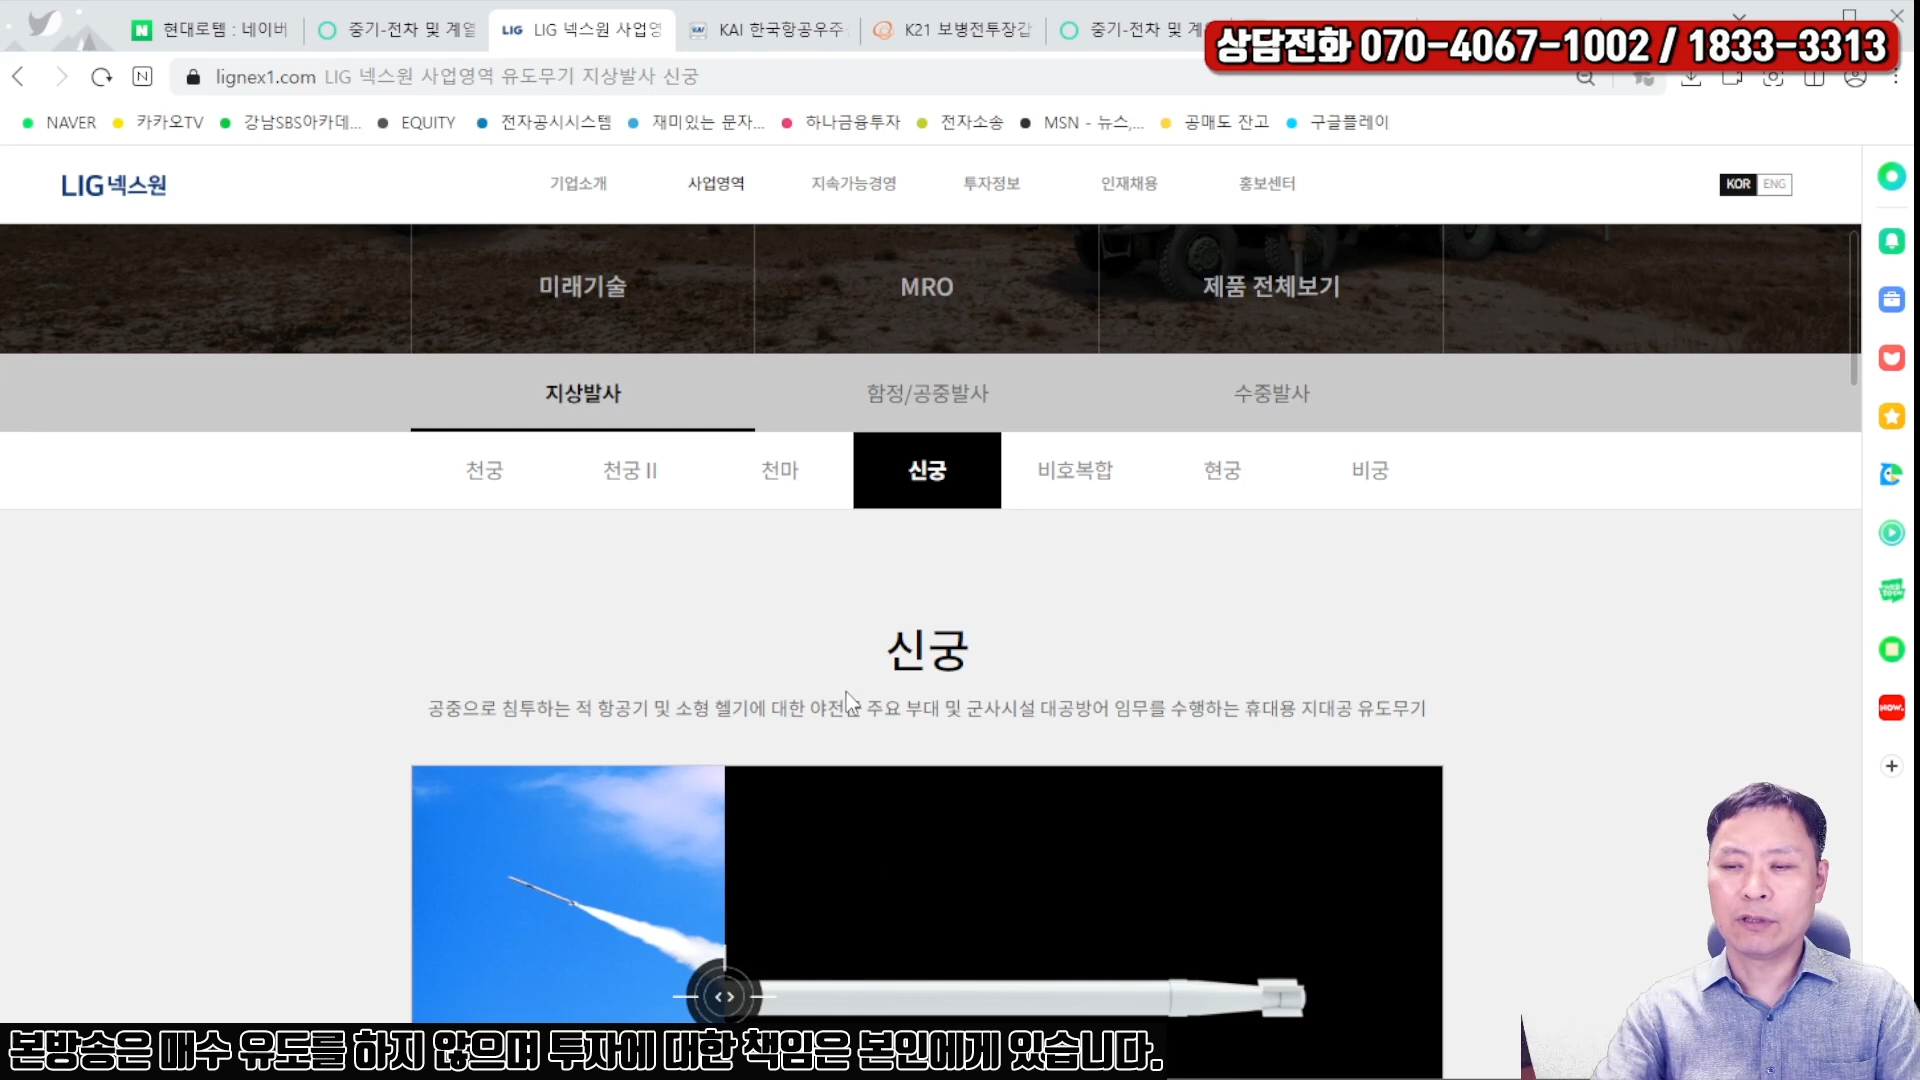 현대로템 : 네이버
중기-전차 및 계열
LIG 넥스원 사업영
KAI 한국항공우주
K21 보병전투장갑
중기-전차 및 계
상담전화 070-4067-1002 / 1833-3313
lignex1.com LIG 넥스원 사업영역 유도무기 지상발사 신궁
NAVER 카카오TV 강남SBS아카데... EQUITY 전자공시시스템 재미있는 문자... 하나금융투자 전자소송 MSN - 뉴스,... 공매도 잔고 구글플레이
LIG 넥스원
기업소개 사업영역 지속가능경영 투자정보 인재채용 홍보센터
KOR ENG
미래기술 MRO 제품 전체보기
지상발사 함정/공중발사 수중발사
천궁 천궁 II 천마 신궁 비호복합 현궁 비궁
신궁
공중으로 침투하는 적 항공기 및 소형 헬기에 대한 야전 주요 부대 및 군사시설 대공방어 임무를 수행하는 휴대용 지대공 유도무기
NOW.
본방송은 매수 유도를 하지 않으며 투자에 대한 책임은 본인에게 있습니다.